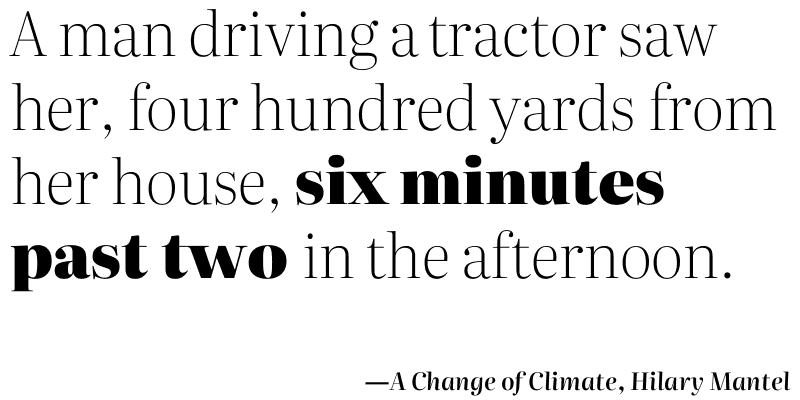 A man driving a tractor saw
her, four hundred yards from
her house, six minutes
past two in the afternoon.
—A Change of Climate, Hilary Mantel